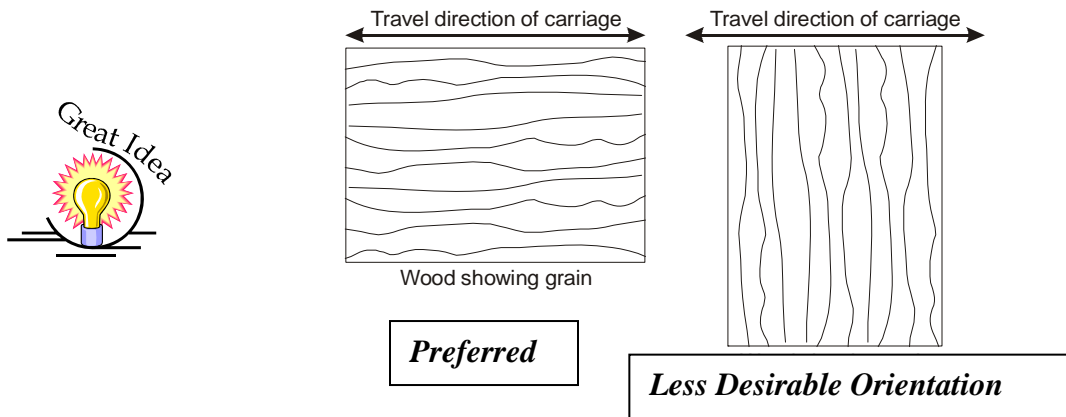 Great Idea
Travel direction of carriage
Wood showing grain
Preferred
Travel direction of carriage
Less Desirable Orientation